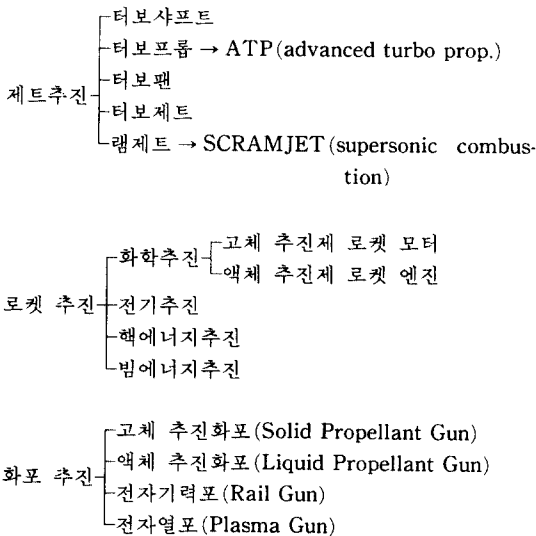 터보샤프트
터보프롭 → ATP(advanced turbo prop.)
터보팬
제트추진
터보제트
램제트 → SCRAMJET(supersonic combus-
tion)
고체 추진제 로켓 모터
화학추진
액체 추진제 로켓 엔진
로켓 추진
전기추진
핵에너지추진
빔에너지추진
고체 추진화포(Solid Propellant Gun)
액체 추진화포(Liquid Propellant Gun)
화포 추진
전자기력포(Rail Gun)
전자열포(Plasma Gun)